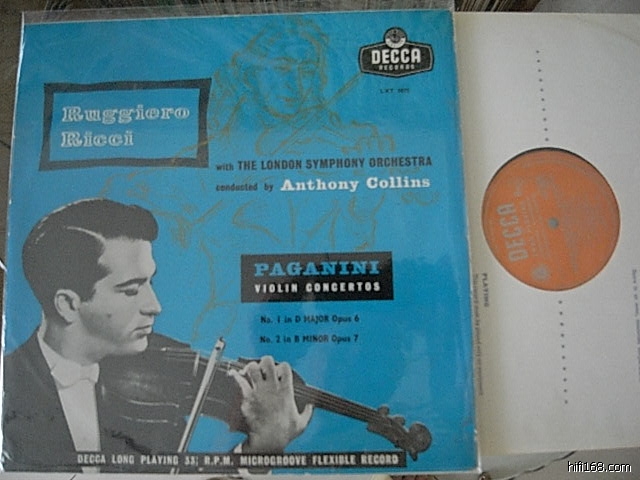 DECCA
RECORDS
Ruggiero
Ricci
with THE LONDON SYMPHONY ORCHESTRA
conducted by Anthony Collins
PAGANINI
VIOLIN CONCERTOS
No. 1 in D MAJOR Opus 6
No. 2 in B MINOR Opus 7
DECCA LONG PLAYING 33⅓ R.P.M. MICROGROOVE FLEXIBLE RECORD
DECCA
PLAYING
hifi168.com